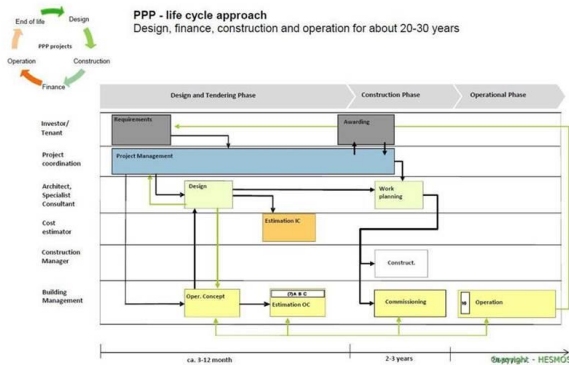 PPP - life cycle approach
Design, finance, construction and operation for about 20-30 years
End of life
Design
PPP projects
Operation
Construction
Finance
Design and Tendering Phase
Construction Phase
Operational Phase
Investor/
Tenant
Requirements
Awarding
Project
coordination
Project Management
Architect,
Specialist
Consultant
Design
Work
planning
Cost
estimator
Estimation IC
Construction
Manager
Construct.
Building
Management
Oper. Concept
Estimation OC
Commissioning
Operation
ca. 3-12 month
2-3 years
Copyright - HESMOS